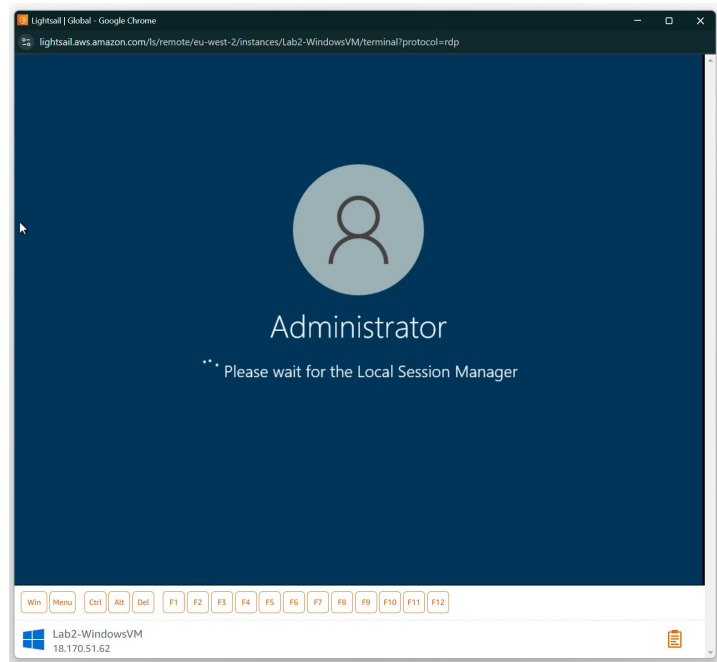 Lightsail | Global - Google Chrome
lightsail.aws.amazon.com/ls/remote/eu-west-2/instances/Lab2-WindowsVM/terminal?protocol=rdp
Administrator
Please wait for the Local Session Manager
Win Menu Ctrl Alt Del F1 F2 F3 F4 F5 F6 F7 F8 F9 F10 F11 F12
Lab2-WindowsVM
18.170.51.62